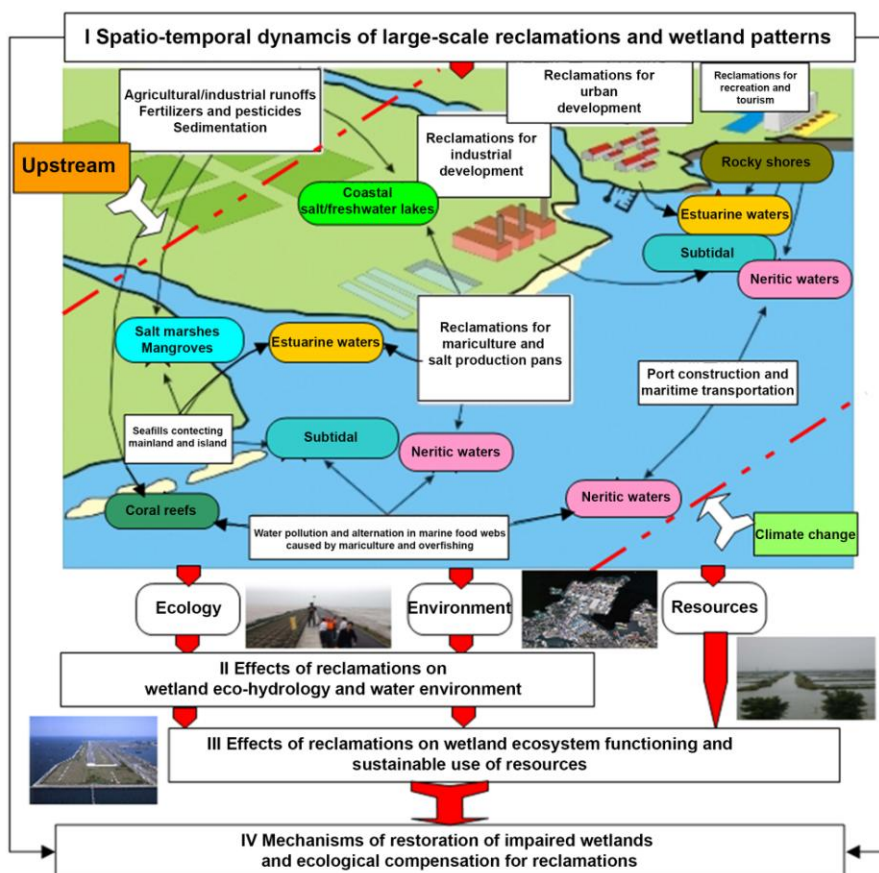 I Spatio-temporal dynamcis of large-scale reclamations and wetland patterns
Agricultural/industrial runoffs
Fertilizers and pesticides
Sedimentation
Reclamations for
urban
development
Reclamations for
recreation and
tourism
Upstream
Reclamations for
industrial
development
Rocky shores
Coastal
salt/freshwater lakes
Estuarine waters
Subtidal
Neritic waters
Salt marshes
Mangroves
Estuarine waters
Reclamations for
mariculture and
salt production pans
Port construction and
maritime transportation
Seafills contecting
mainland and island
Subtidal
Neritic waters
Neritic waters
Coral reefs
Water pollution and alternation in marine food webs
caused by mariculture and overfishing
Climate change
Ecology
Environment
Resources
II Effects of reclamations on
wetland eco-hydrology and water environment
III Effects of reclamations on wetland ecosystem functioning and
sustainable use of resources
IV Mechanisms of restoration of impaired wetlands
and ecological compensation for reclamations